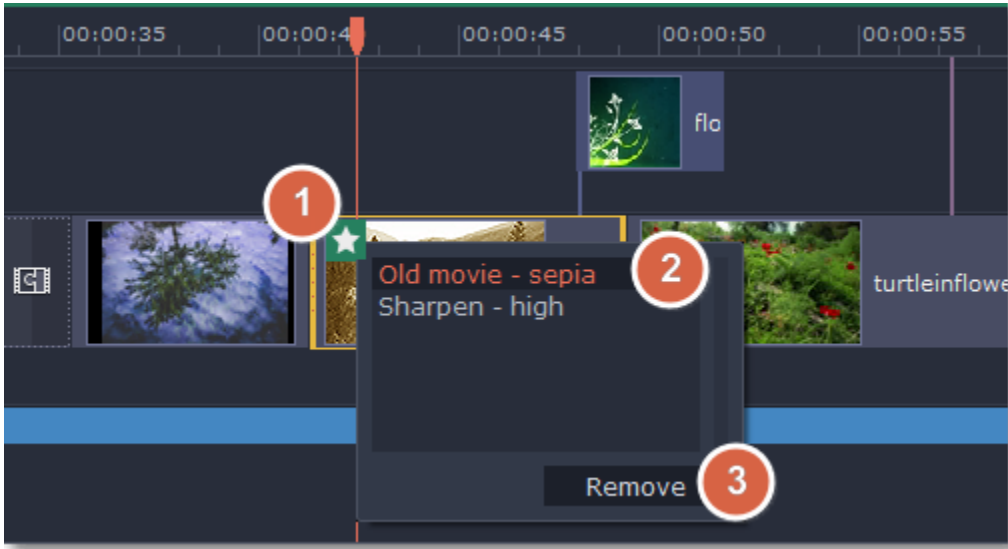 00:00:35
00:00:4
00:00:45
00:00:50
00:00:55
flo
1
2
Old movie - sepia
turtleinflowe
Sharpen - high
Remove
3